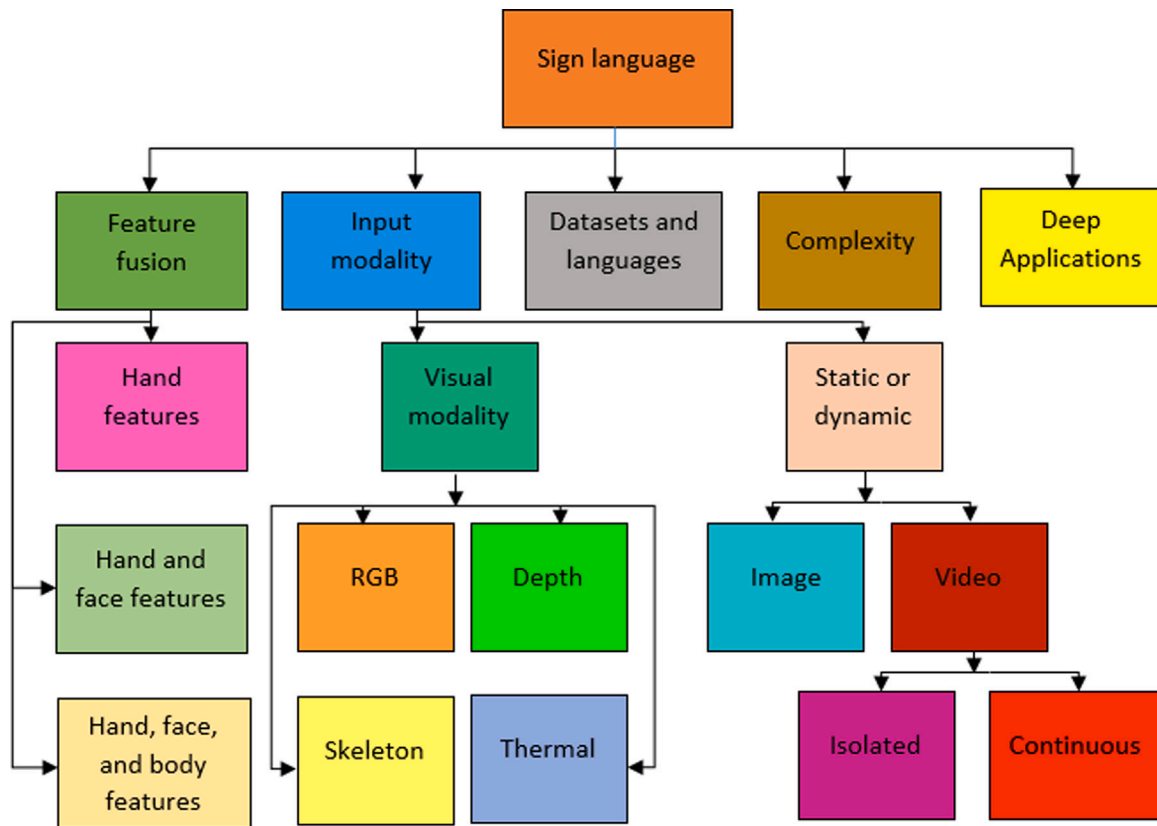 Sign language
Feature
fusion
Input
modality
Datasets and
languages
Complexity
Deep
Applications
Hand
features
Visual
modality
Static or
dynamic
Hand and
face features
RGB
Depth
Image
Video
Hand, face,
and body
features
Skeleton
Thermal
Isolated
Continuous